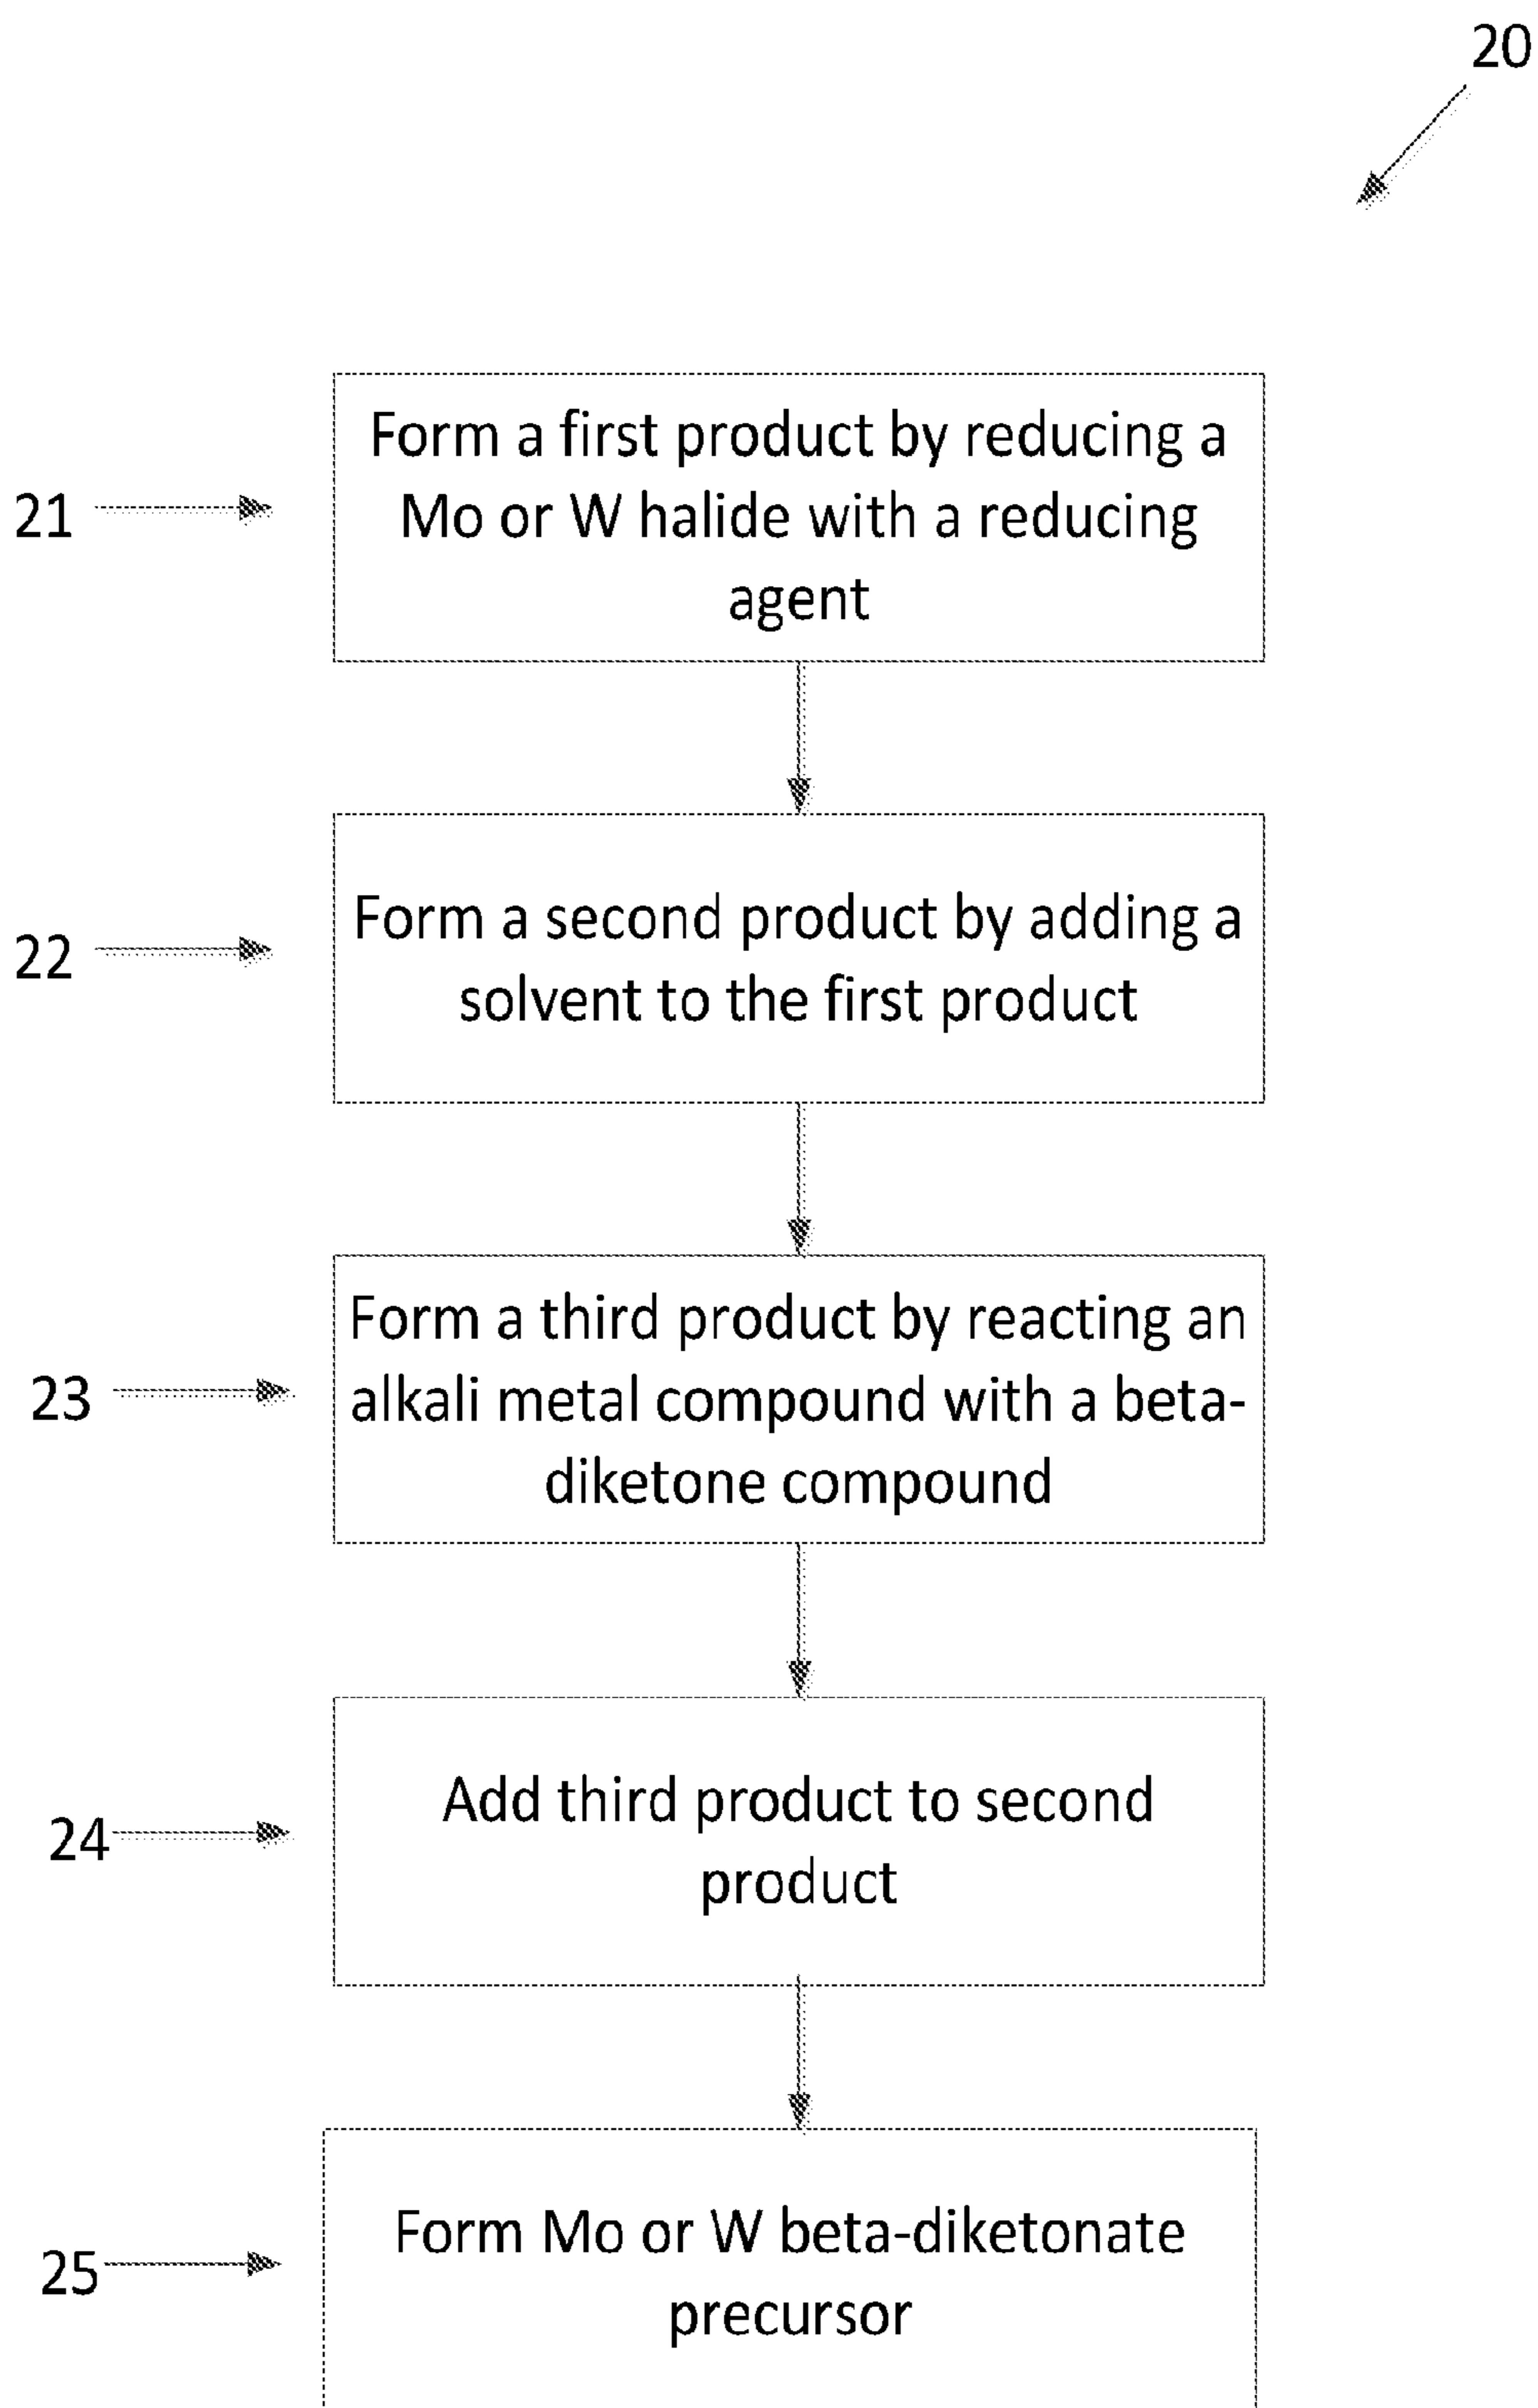 20
Form a first product by reducing a
Mo or W halide with a reducing
agent
21
Form a second product by adding a
solvent to the first product
22
Form a third product by reacting an
alkali metal compound with a beta-
diketone compound
23
Add third product to second
product
24
Form Mo or W beta-diketonate
precursor
25